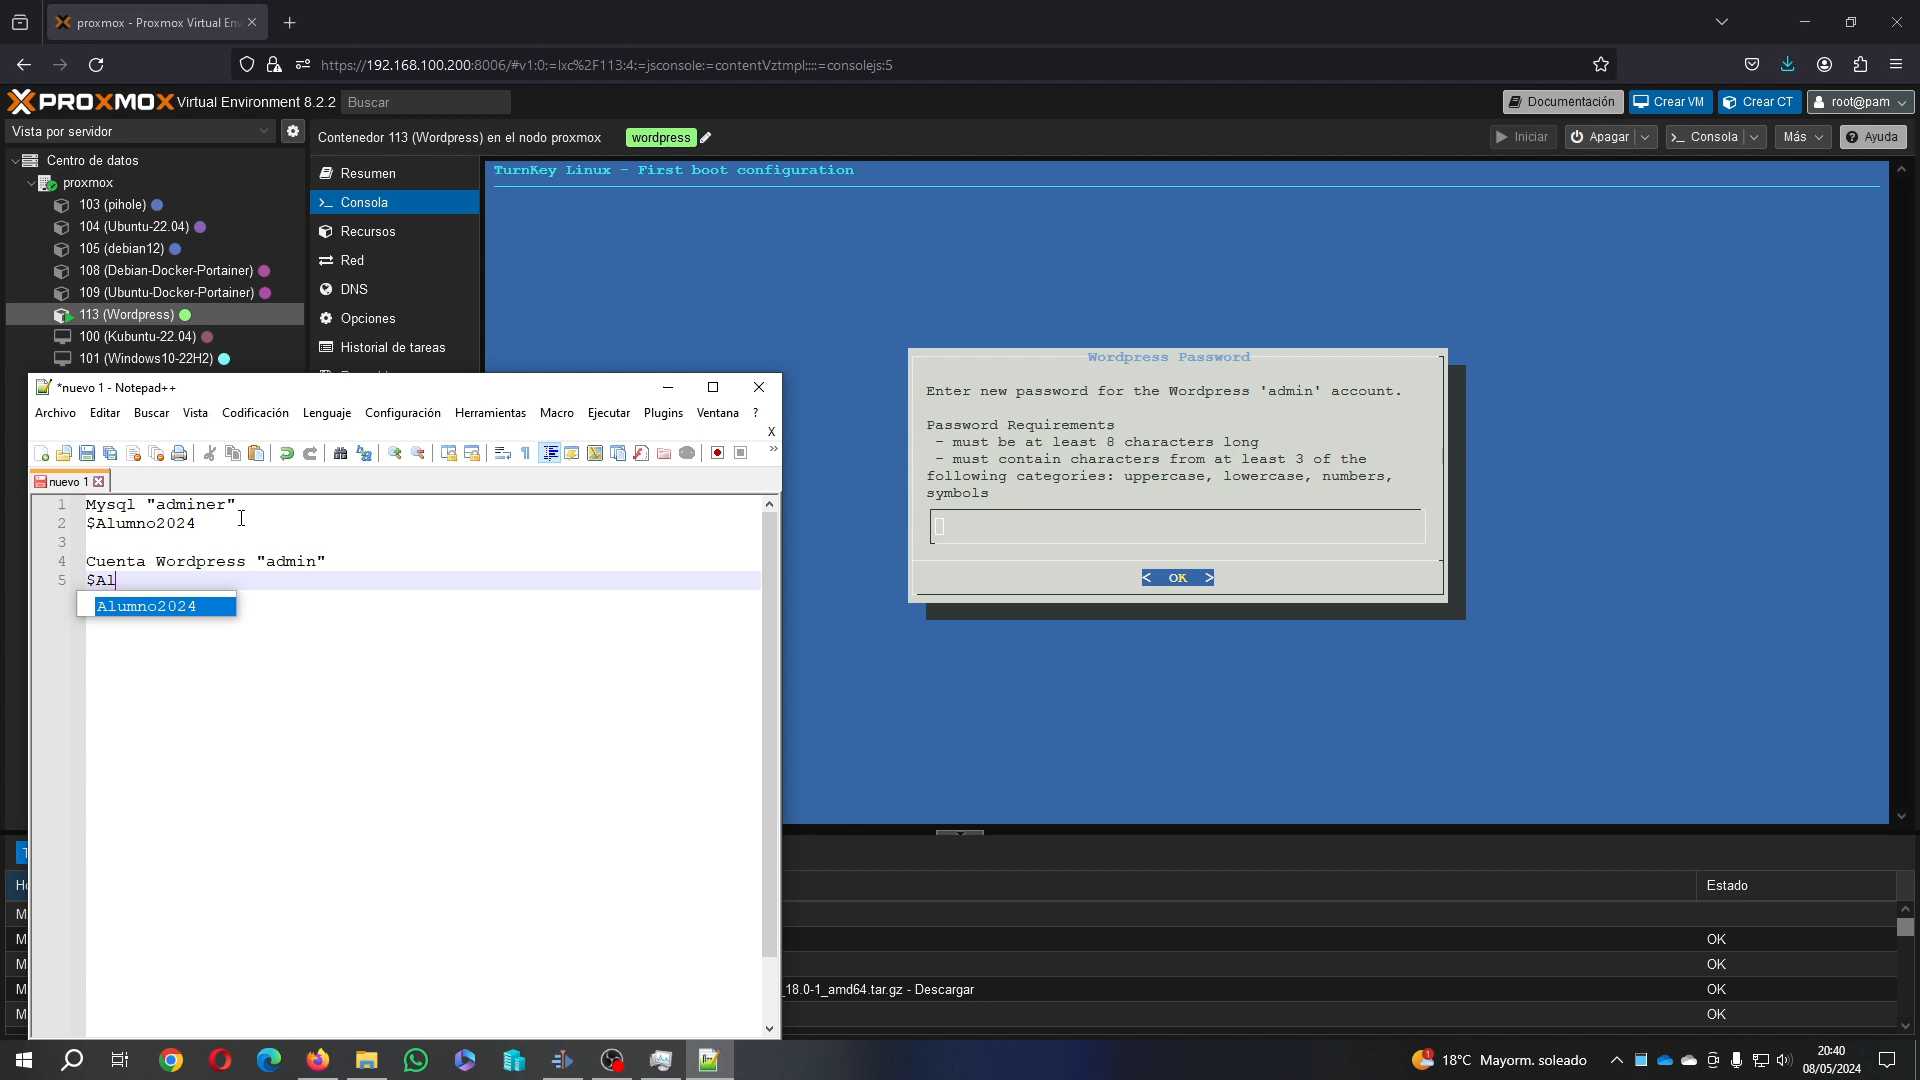 proxmox - Proxmox Virtual Env
https://192.168.100.200:8006/#v1:0:=lxc%2F113:4:=jsconsole:=contentVztmpl::::=consolejs:5
PROXMOX Virtual Environment 8.2.2
Buscar
Documentación
Crear VM
Crear CT
root@pam
Vista por servidor
Contenedor 113 (Wordpress) en el nodo proxmox
wordpress
Iniciar
Apagar
Consola
Más
Ayuda
Centro de datos
proxmox
103 (pihole)
104 (Ubuntu-22.04)
105 (debian12)
108 (Debian-Docker-Portainer)
109 (Ubuntu-Docker-Portainer)
113 (Wordpress)
100 (Kubuntu-22.04)
101 (Windows10-22H2)
Resumen
Consola
Recursos
Red
DNS
Opciones
Historial de tareas
TurnKey Linux - First boot configuration
Wordpress Password
Enter new password for the Wordpress 'admin' account.
Password Requirements
- must be at least 8 characters long
- must contain characters from at least 3 of the
following categories: uppercase, lowercase, numbers,
symbols
< OK >
*nuevo 1 - Notepad++
Archivo Editar Buscar Vista Codificación Lenguaje Configuración Herramientas Macro Ejecutar Plugins Ventana ?
X
nuevo 1
1 Mysql "adminer"
2 $Alumno2024
3
4 Cuenta Wordpress "admin"
5 $Al
Alumno2024
Estado
OK
OK
_18.0-1_amd64.tar.gz - Descargar
OK
OK
18°C Mayorm. soleado
20:40
08/05/2024